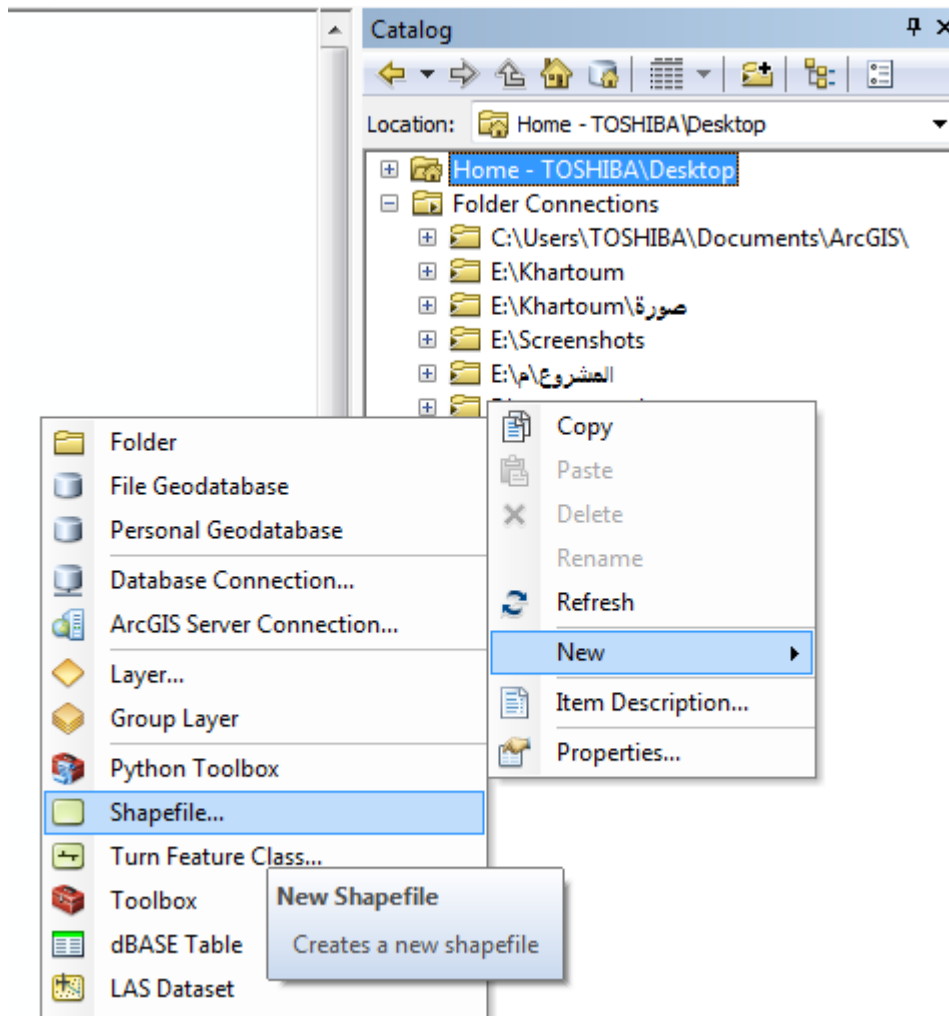 Catalog
Location: Home - TOSHIBA\Desktop
Home - TOSHIBA\Desktop
Folder Connections
C:\Users\TOSHIBA\Documents\ArcGIS\
E:\Khartoum
E:\Khartoum\صورة
E:\Screenshots
E:\المشروع\م
Copy
Paste
Delete
Rename
Refresh
New
Item Description...
Properties...
Folder
File Geodatabase
Personal Geodatabase
Database Connection...
ArcGIS Server Connection...
Layer...
Group Layer
Python Toolbox
Shapefile...
Turn Feature Class...
Toolbox
dBASE Table
LAS Dataset
New Shapefile
Creates a new shapefile